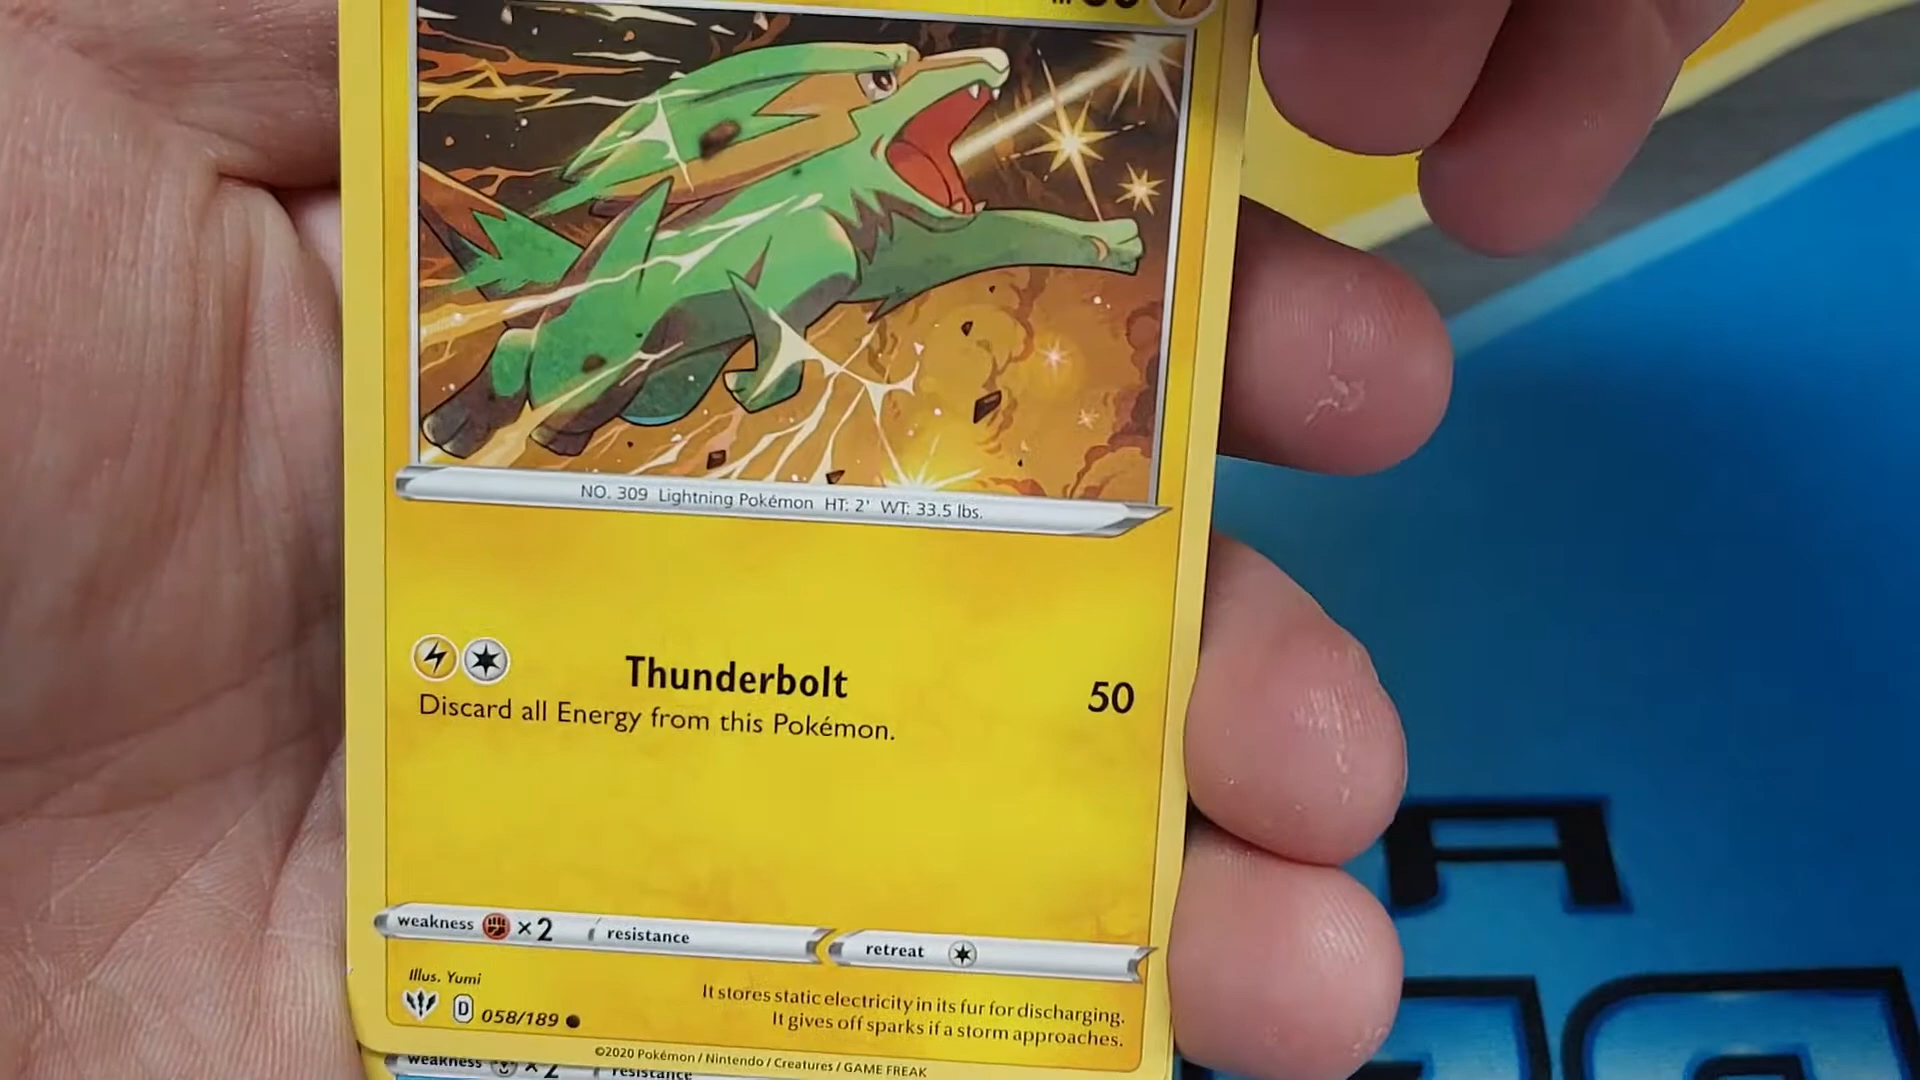 NO. 309 Lightning Pokémon HT: 2' WT: 33.5 lbs.
Thunderbolt
50
Discard all Energy from this Pokémon.
weakness ×2 resistance retreat
Illus. Yumi
D 058/189
It stores static electricity in its fur for discharging.
It gives off sparks if a storm approaches.
©2020 Pokémon / Nintendo / Creatures / GAME FREAK
weakness × 2 resistance